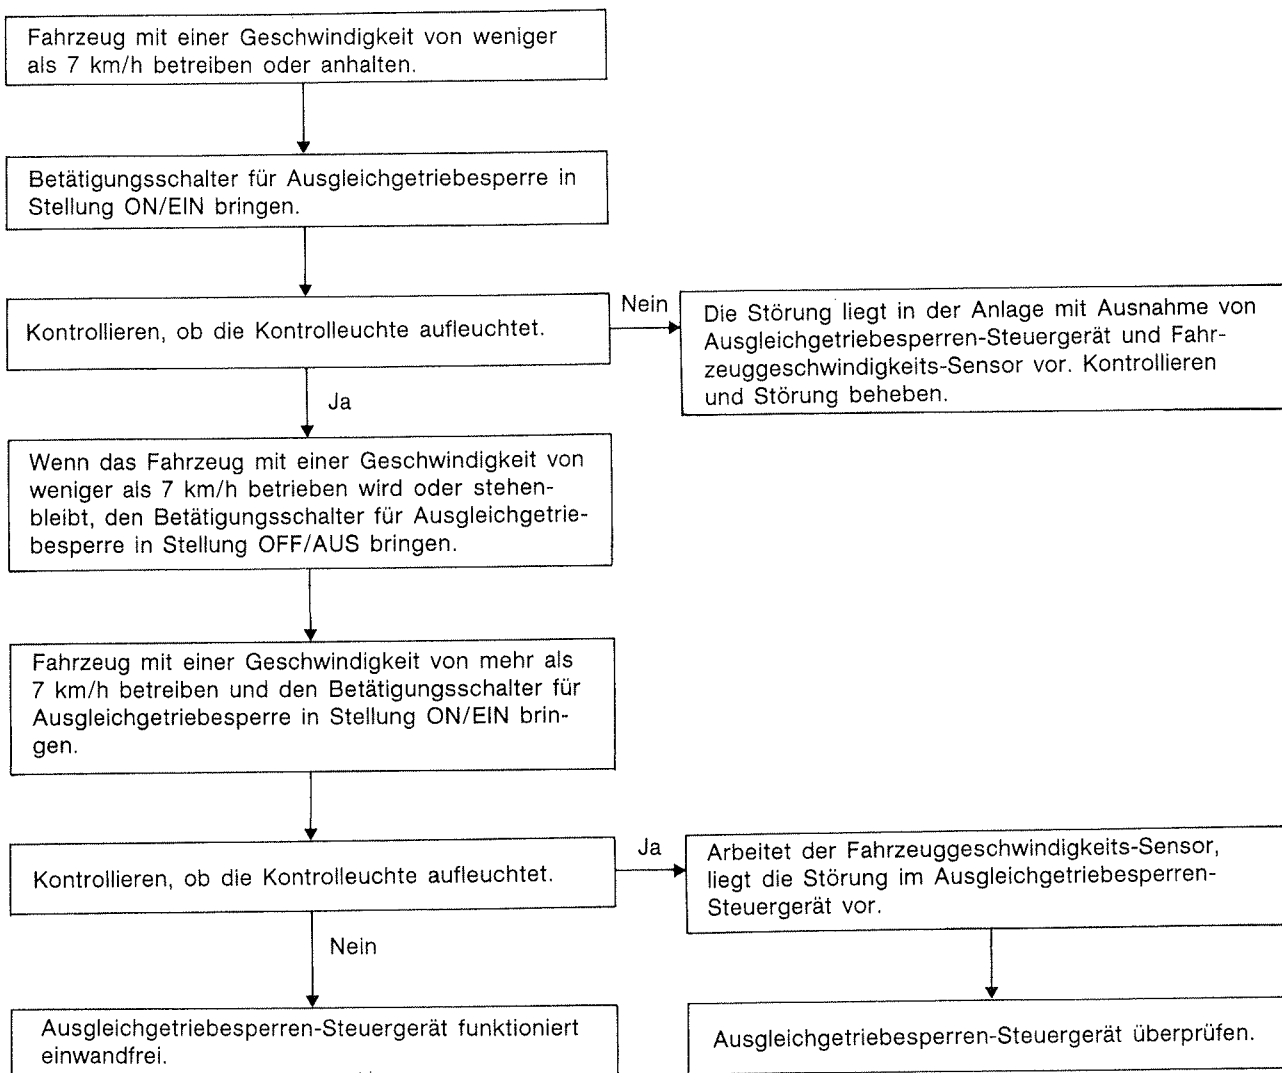 Fahrzeug mit einer Geschwindigkeit von weniger
als 7 km/h betreiben oder anhalten.
Betätigungsschalter für Ausgleichgetriebesperre in
Stellung ON/EIN bringen.
Kontrollieren, ob die Kontrolleuchte aufleuchtet.
Nein
Die Störung liegt in der Anlage mit Ausnahme von
Ausgleichgetriebesperren-Steuergerät und Fahr-
zeuggeschwindigkeits-Sensor vor. Kontrollieren
und Störung beheben.
Ja
Wenn das Fahrzeug mit einer Geschwindigkeit von
weniger als 7 km/h betrieben wird oder stehen-
bleibt, den Betätigungsschalter für Ausgleichgetrie-
besperre in Stellung OFF/AUS bringen.
Fahrzeug mit einer Geschwindigkeit von mehr als
7 km/h betreiben und den Betätigungsschalter für
Ausgleichgetriebesperre in Stellung ON/EIN brin-
gen.
Kontrollieren, ob die Kontrolleuchte aufleuchtet.
Ja
Arbeitet der Fahrzeuggeschwindigkeits-Sensor,
liegt die Störung im Ausgleichgetriebesperren-
Steuergerät vor.
Nein
Ausgleichgetriebesperren-Steuergerät funktioniert
einwandfrei.
Ausgleichgetriebesperren-Steuergerät überprüfen.